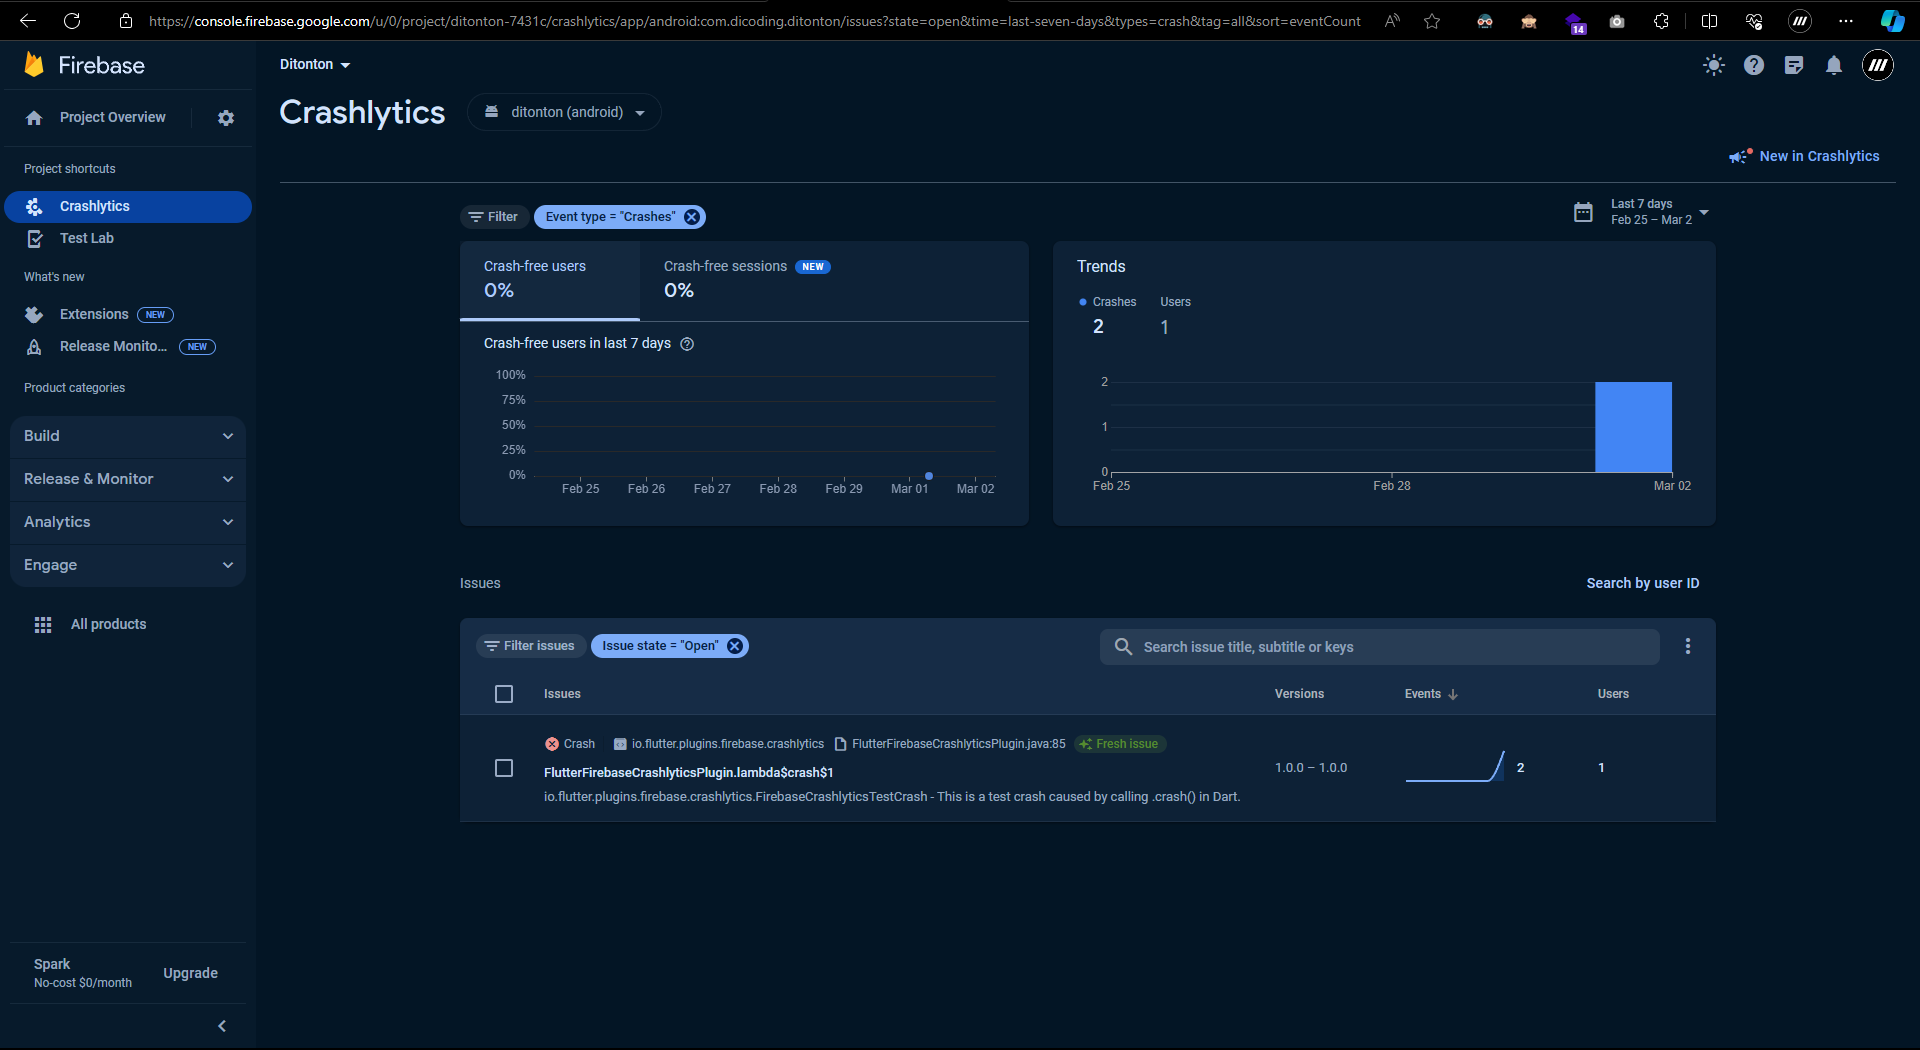 https://console.firebase.google.com/u/0/project/ditonton-7431c/crashlytics/app/android:com.dicoding.ditonton/issues?state=open&time=last-seven-days&types=crash&tag=all&sort=eventCount
14
Firebase
Project Overview
Project shortcuts
Crashlytics
Test Lab
What's new
Extensions NEW
Release Monito... NEW
Product categories
Build
Release & Monitor
Analytics
Engage
All products
Spark
No-cost $0/month
Upgrade
Ditonton
Crashlytics
ditonton (android)
New in Crashlytics
Filter
Event type = "Crashes"
Last 7 days
Feb 25 – Mar 2
Crash-free users
0%
Crash-free sessions NEW
0%
Crash-free users in last 7 days
100%
75%
50%
25%
0%
Feb 25 Feb 26 Feb 27 Feb 28 Feb 29 Mar 01 Mar 02
Trends
Crashes Users
2 1
2
1
0
Feb 25 Feb 28 Mar 02
Issues
Search by user ID
Filter issues
Issue state = "Open"
Search issue title, subtitle or keys
Issues Versions Events Users
Crash io.flutter.plugins.firebase.crashlytics FlutterFirebaseCrashlyticsPlugin.java:85 Fresh issue
FlutterFirebaseCrashlyticsPlugin.lambda$crash$1
io.flutter.plugins.firebase.crashlytics.FirebaseCrashlyticsTestCrash - This is a test crash caused by calling .crash() in Dart.
1.0.0 – 1.0.0
2
1